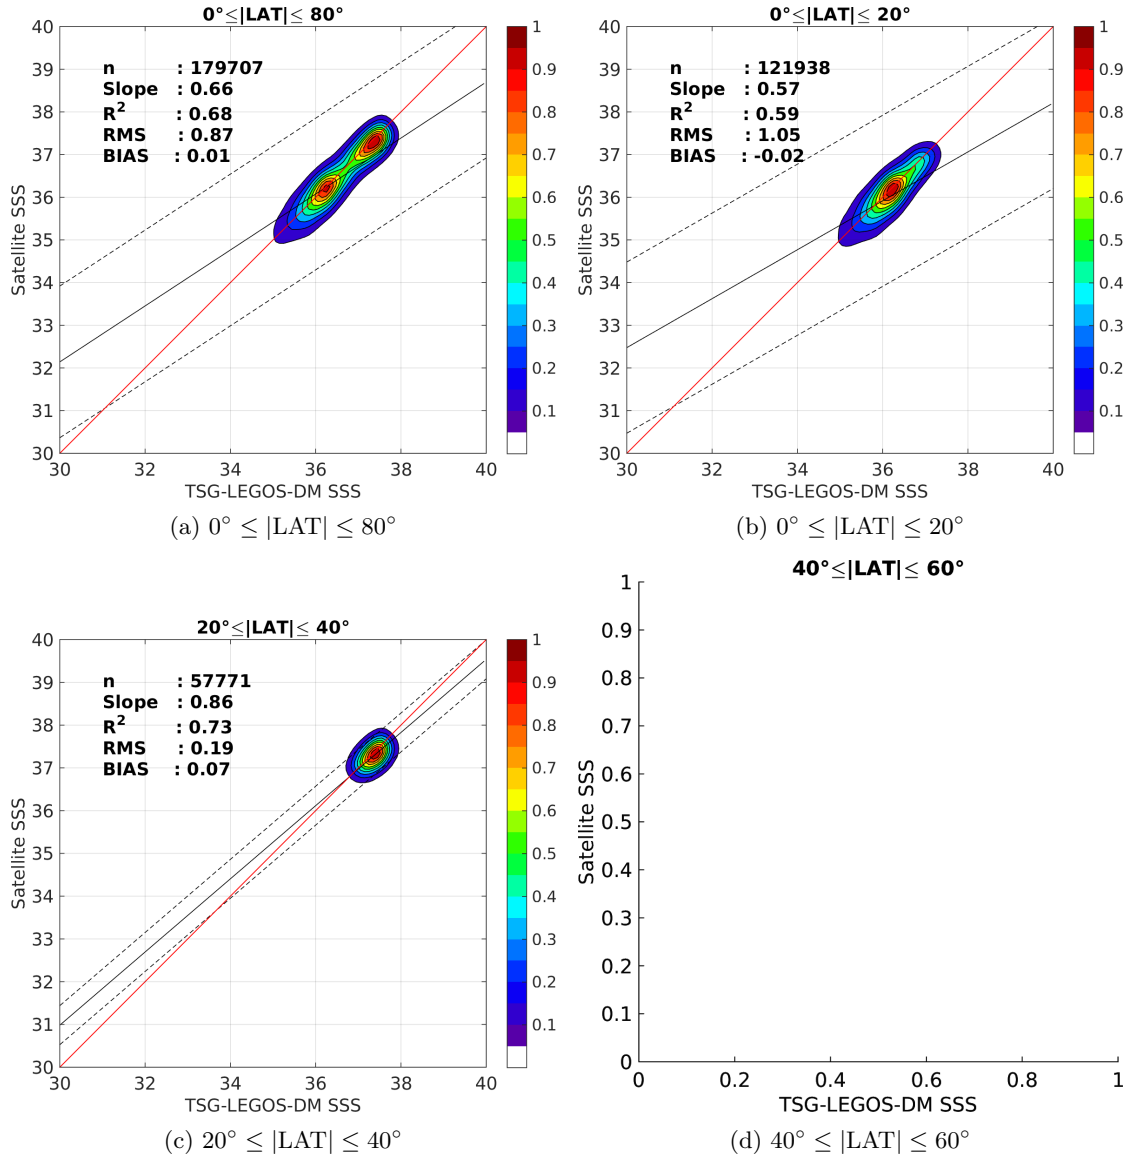 0°≤|LAT|≤ 80°
n : 179707
Slope : 0.66
R2 : 0.68
RMS : 0.87
BIAS : 0.01
40
39
38
37
36
35
34
33
32
31
30
30 32 34 36 38 40
Satellite SSS
TSG-LEGOS-DM SSS
1
0.9
0.8
0.7
0.6
0.5
0.4
0.3
0.2
0.1
(a) 0° ≤ |LAT| ≤ 80°
0°≤|LAT|≤ 20°
n : 121938
Slope : 0.57
R2 : 0.59
RMS : 1.05
BIAS : -0.02
40
39
38
37
36
35
34
33
32
31
30
30 32 34 36 38 40
Satellite SSS
TSG-LEGOS-DM SSS
1
0.9
0.8
0.7
0.6
0.5
0.4
0.3
0.2
0.1
(b) 0° ≤ |LAT| ≤ 20°
20°≤|LAT|≤ 40°
n : 57771
Slope : 0.86
R2 : 0.73
RMS : 0.19
BIAS : 0.07
40
39
38
37
36
35
34
33
32
31
30
30 32 34 36 38 40
Satellite SSS
TSG-LEGOS-DM SSS
1
0.9
0.8
0.7
0.6
0.5
0.4
0.3
0.2
0.1
(c) 20° ≤ |LAT| ≤ 40°
40°≤|LAT|≤ 60°
1
0.9
0.8
0.7
0.6
0.5
0.4
0.3
0.2
0.1
0
0 0.2 0.4 0.6 0.8 1
Satellite SSS
TSG-LEGOS-DM SSS
(d) 40° ≤ |LAT| ≤ 60°